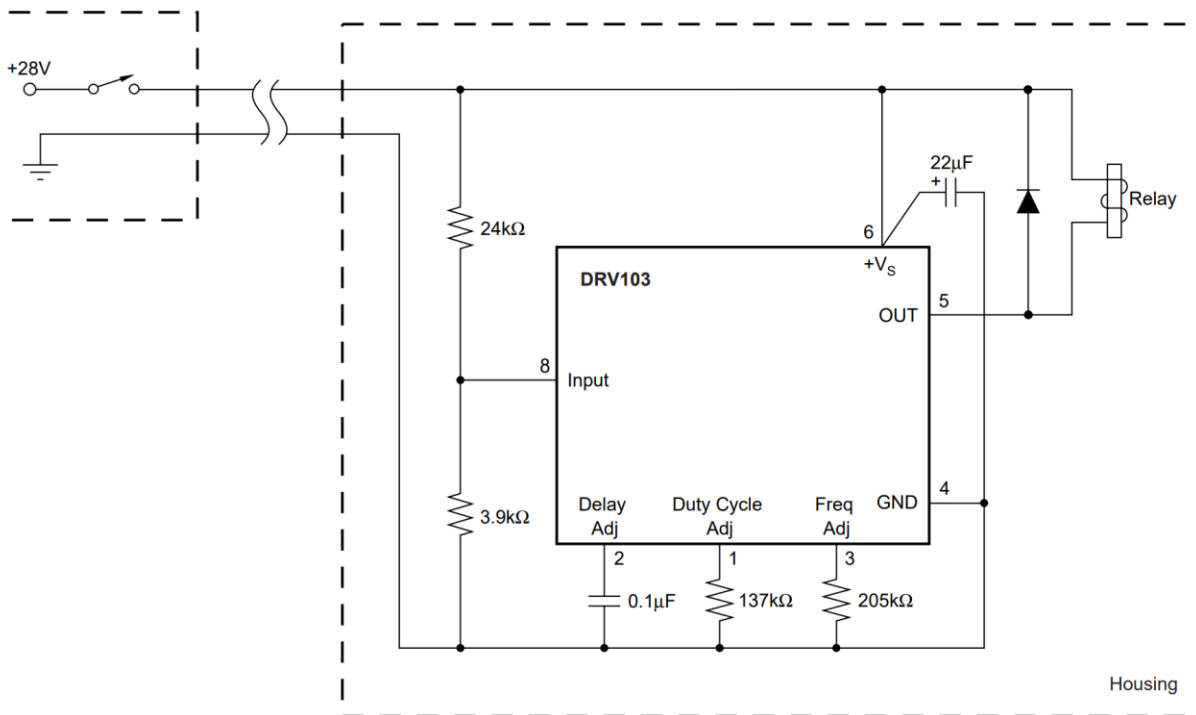 +28V
22μF
+
Relay
24kΩ
6
+VS
DRV103
5
OUT
8
Input
3.9kΩ
4
GND
Delay
Adj
Duty Cycle
Adj
Freq
Adj
2
1
3
0.1μF
137kΩ
205kΩ
Housing